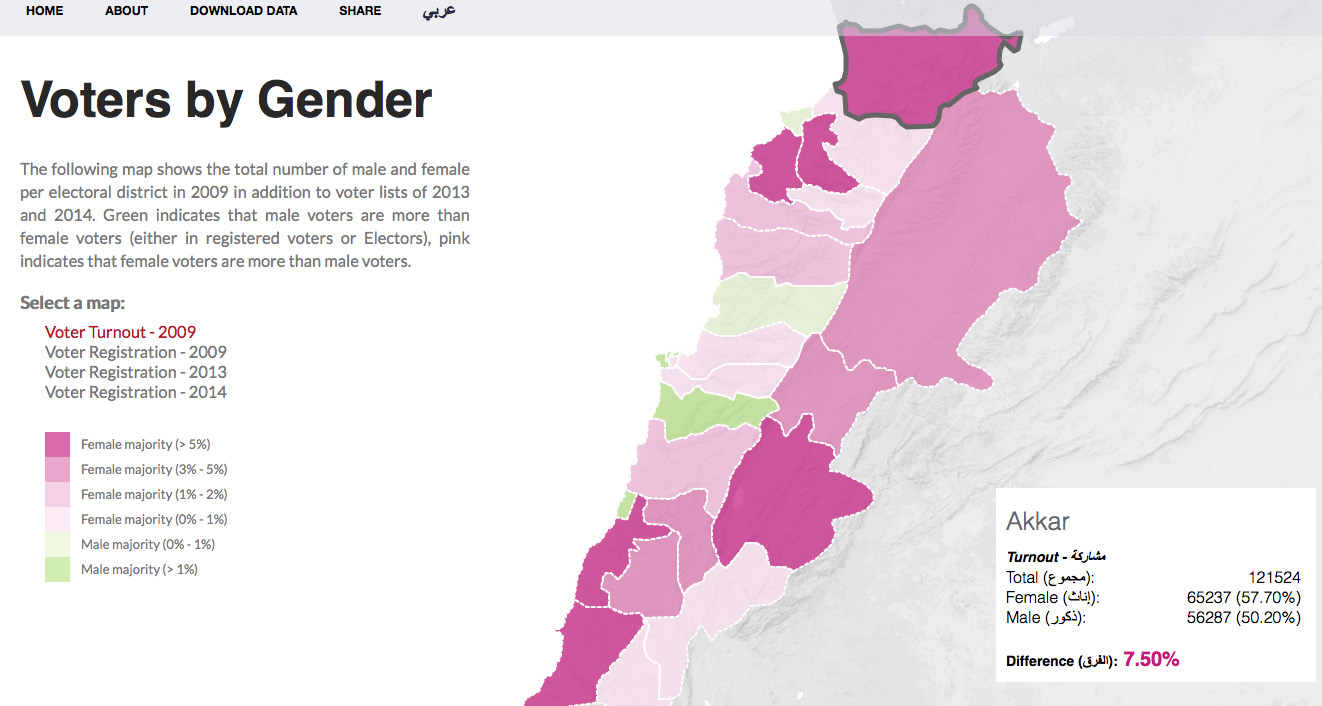 HOME ABOUT DOWNLOAD DATA SHARE عربي
Voters by Gender
The following map shows the total number of male and female
per electoral district in 2009 in addition to voter lists of 2013
and 2014. Green indicates that male voters are more than
female voters (either in registered voters or Electors), pink
indicates that female voters are more than male voters.
Select a map:
Voter Turnout - 2009
Voter Registration - 2009
Voter Registration - 2013
Voter Registration - 2014
Female majority (> 5%)
Female majority (3% - 5%)
Female majority (1% - 2%)
Female majority (0% - 1%)
Male majority (0% - 1%)
Male majority (> 1%)
Akkar
Turnout - مشاركة
Total (مجموع): 121524
Female (إناث): 65237 (57.70%)
Male (ذكور): 56287 (50.20%)
Difference (الفرق): 7.50%